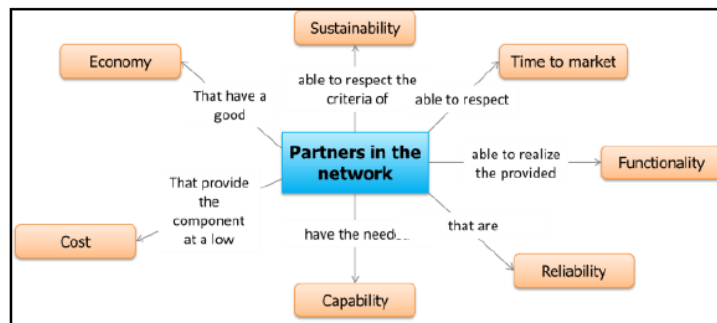 Sustainability
Economy
Time to market
able to respect the
criteria of
able to respect
That have a
good
Partners in the
network
able to realize
the provided
Functionality
That provide
the
component
at a low
Cost
have the need...
that are
Reliability
Capability